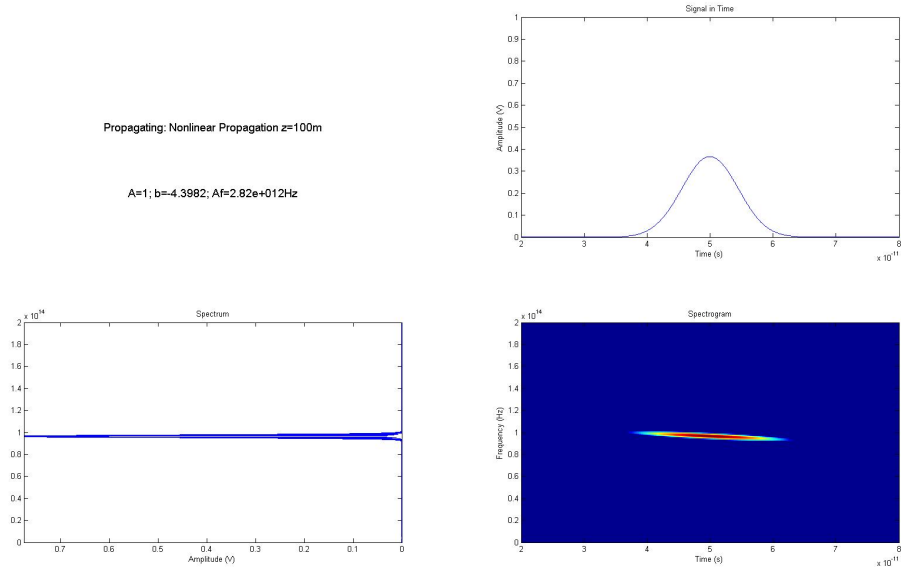 Signal in Time
1
0.9
0.8
0.7
0.6
0.5
0.4
0.3
0.2
0.1
0
Amplitude (V)
2 3 4 5 6 7 8
Time (s)
x 10^-11
Propagating: Nonlinear Propagation z=100m
A=1; b=-4.3982; Af=2.82e+012Hz
x 10^14
Spectrum
2
1.8
1.6
1.4
1.2
1
0.8
0.6
0.4
0.2
0
0.7 0.6 0.5 0.4 0.3 0.2 0.1 0
Amplitude (V)
x 10^14
Spectrogram
2
1.8
1.6
1.4
1.2
1
0.8
0.6
0.4
0.2
0
Frequency (Hz)
2 3 4 5 6 7 8
Time (s)
x 10^-11